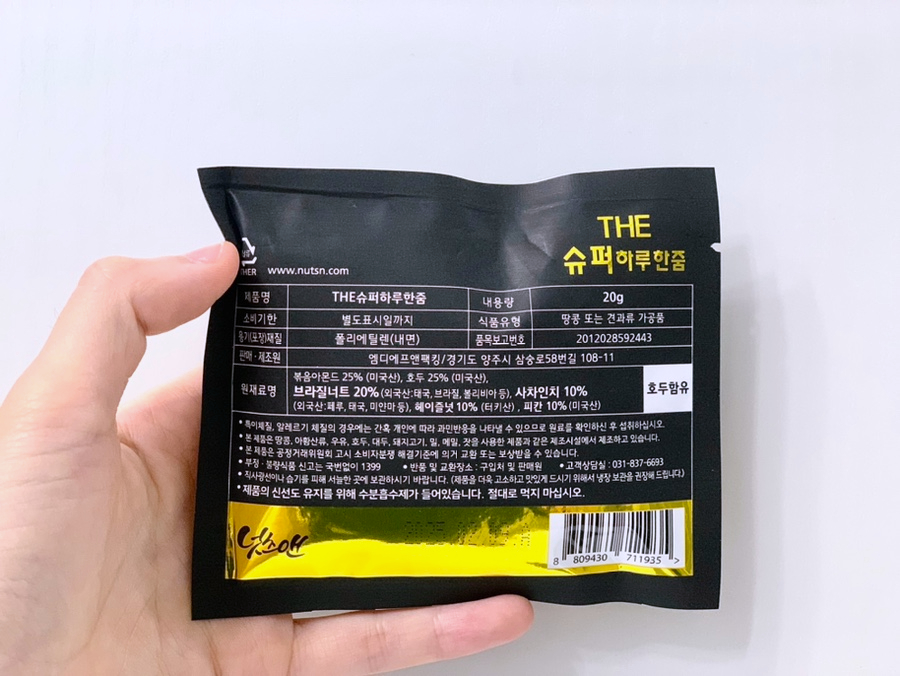 THE
슈퍼하루한줌
www.nutsn.com
제품명 THE슈퍼하루한줌 내용량 20g
소비기한 별도표시일까지 식품유형 땅콩 또는 견과류 가공품
용기(포장)재질 폴리에틸렌(내면) 품목보고번호 2012028592443
판매·제조원 엠디에프앤팩킹/경기도 양주시 삼숭로58번길 108-11
원재료명 볶음아몬드 25% (미국산), 호두 25% (미국산),
브라질너트 20% (외국산:태국, 브라질, 볼리비아 등), 사차인치 10%
(외국산:페루, 태국, 미얀마 등), 헤이즐넛 10% (터키산), 피칸 10% (미국산)
호두함유
• 특이체질, 알레르기 체질의 경우에는 간혹 개인에 따라 과민반응을 나타낼 수 있으므로 원료를 확인하신 후 섭취하십시오.
• 본 제품은 땅콩, 아황산류, 우유, 호두, 대두, 돼지고기, 밀, 메밀, 잣을 사용한 제품과 같은 제조시설에서 제조하고 있습니다.
• 본 제품은 공정거래위원회 고시 소비자분쟁 해결기준에 의거 교환 또는 보상받을 수 있습니다.
• 부정·불량식품 신고는 국번없이 1399 • 반품 및 교환장소 : 구입처 및 판매원 • 고객상담실 : 031-837-6693
• 직사광선이나 습기를 피해 서늘한 곳에 보관하시기 바랍니다. (제품을 더욱 고소하고 맛있게 드시기 위해서 냉장 보관을 권장해 드립니다.)
• 제품의 신선도 유지를 위해 수분흡수제가 들어있습니다. 절대로 먹지 마십시오.
넛츠앤
8 809430 711935 >